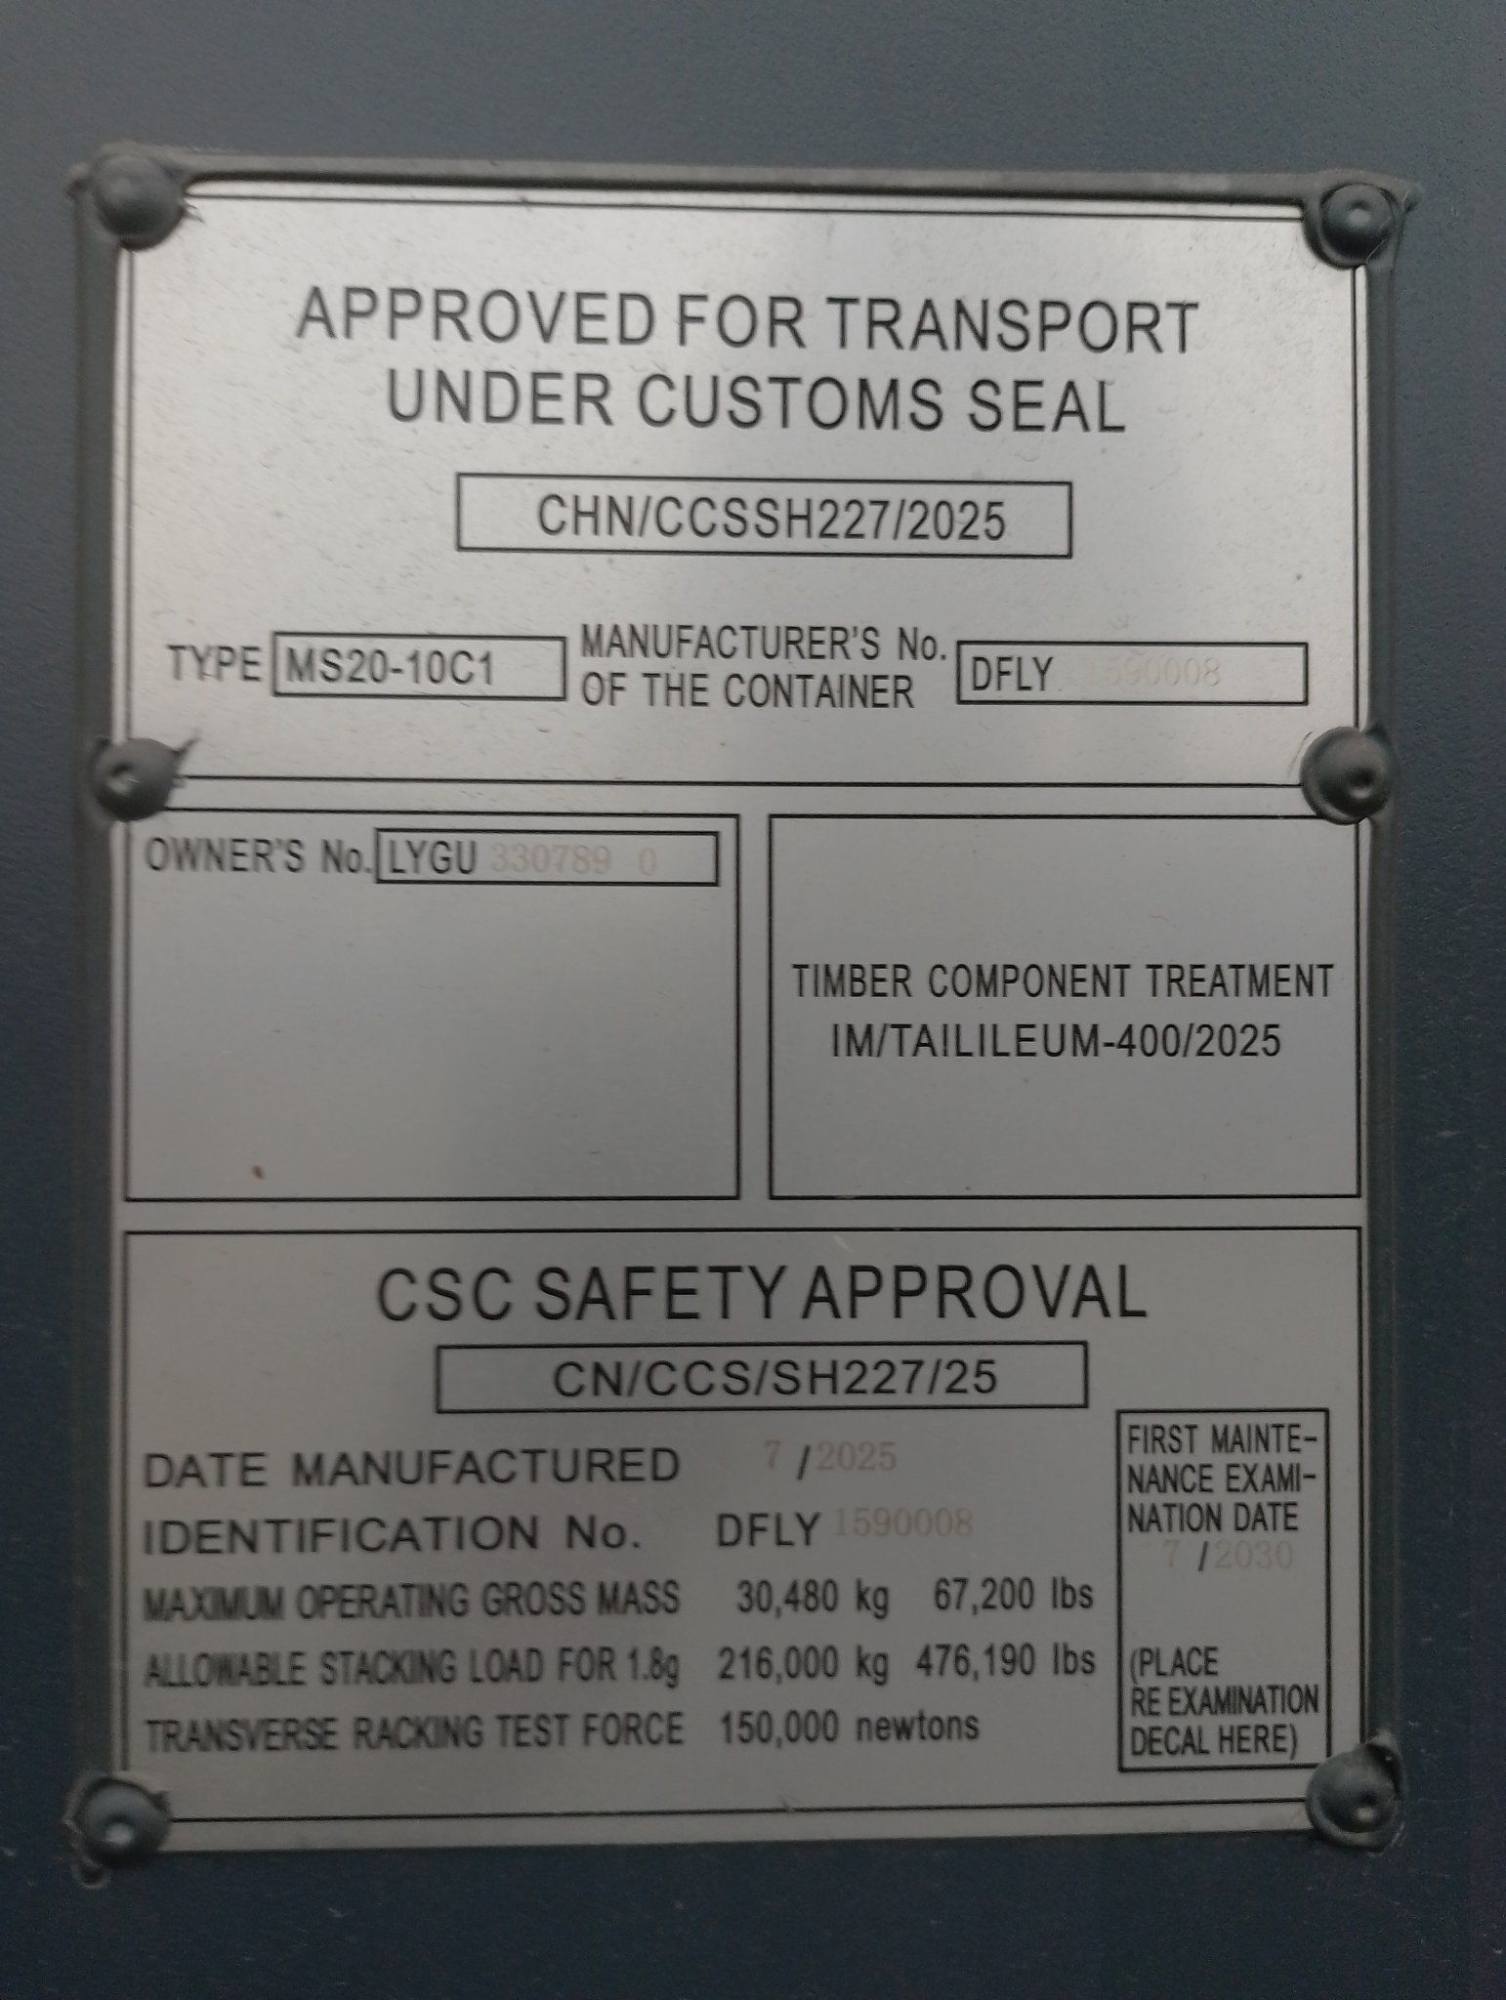 APPROVED FOR TRANSPORT
UNDER CUSTOMS SEAL
CHN/CCSSH227/2025
TYPE MS20-10C1 MANUFACTURER'S No. OF THE CONTAINER DFLY 1590008
OWNER'S No. LYGU 330789 0
TIMBER COMPONENT TREATMENT
IM/TAILILEUM-400/2025
CSC SAFETY APPROVAL
CN/CCS/SH227/25
DATE MANUFACTURED 7 / 2025
IDENTIFICATION No. DFLY 1590008
MAXIMUM OPERATING GROSS MASS 30,480 kg 67,200 lbs
ALLOWABLE STACKING LOAD FOR 1.8g 216,000 kg 476,190 lbs
TRANSVERSE RACKING TEST FORCE 150,000 newtons
FIRST MAINTE-
NANCE EXAMI-
NATION DATE
7 / 2030
(PLACE
RE EXAMINATION
DECAL HERE)